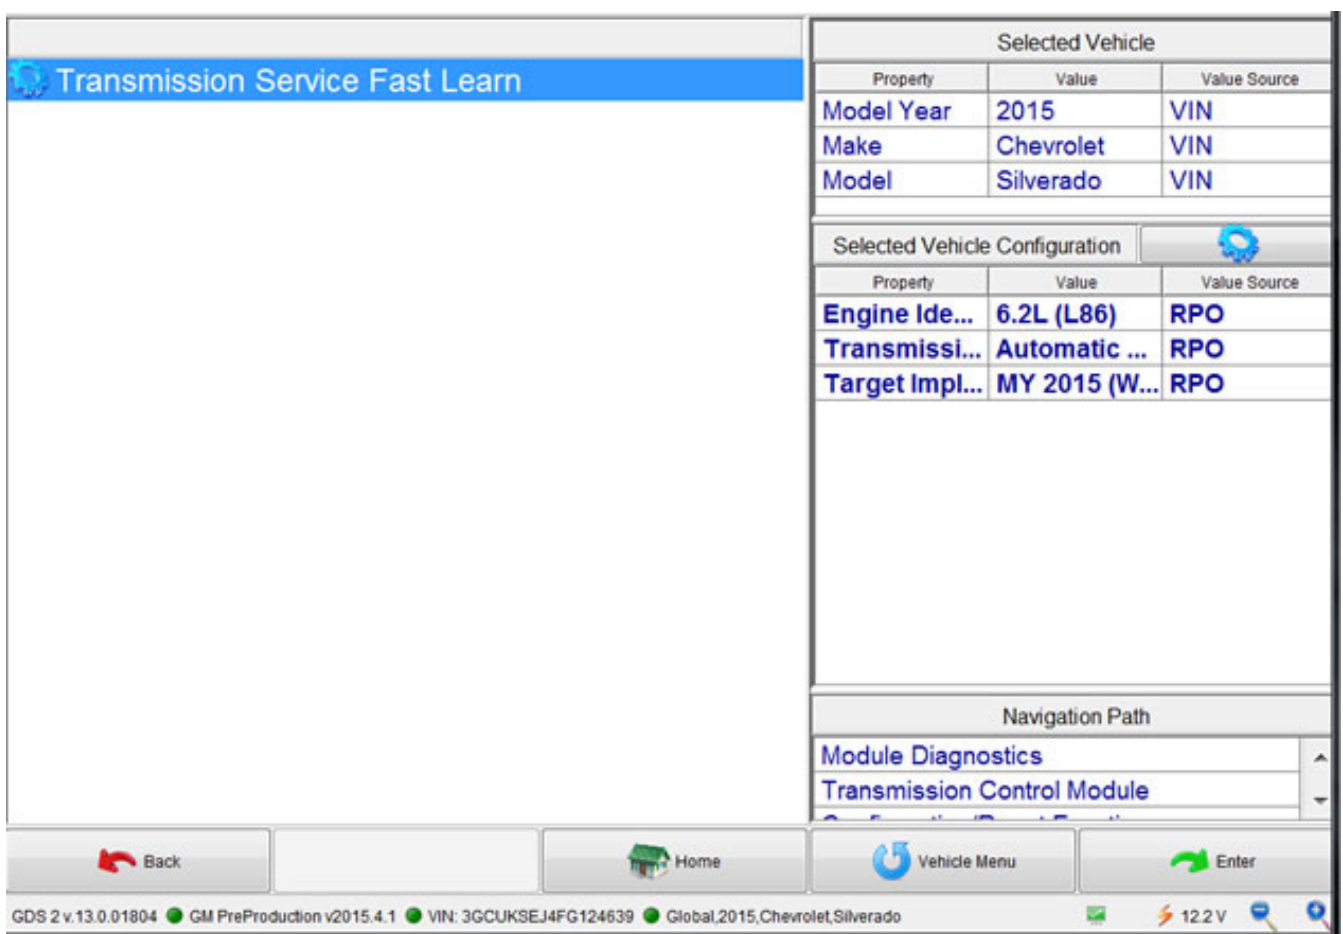 Transmission Service Fast Learn
Selected Vehicle
Property Value Value Source
Model Year 2015 VIN
Make Chevrolet VIN
Model Silverado VIN
Selected Vehicle Configuration
Property Value Value Source
Engine Ide... 6.2L (L86) RPO
Transmissi... Automatic ... RPO
Target Impl... MY 2015 (W... RPO
Navigation Path
Module Diagnostics
Transmission Control Module
Back Home Vehicle Menu Enter
GDS 2 v.13.0.01804 GM PreProduction v2015.4.1 VIN: 3GCUKSEJ4FG124639 Global,2015,Chevrolet,Silverado 12.2 V